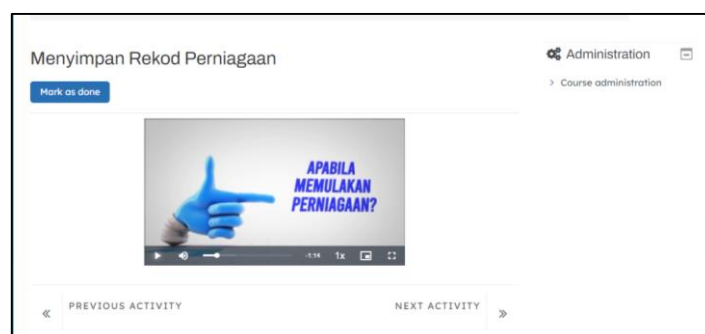 Menyimpan Rekod Perniagaan
Mark as done
APABILA
MEMULAKAN
PERNIAGAAN?
-1:14 1x
PREVIOUS ACTIVITY
NEXT ACTIVITY
Administration
Course administration